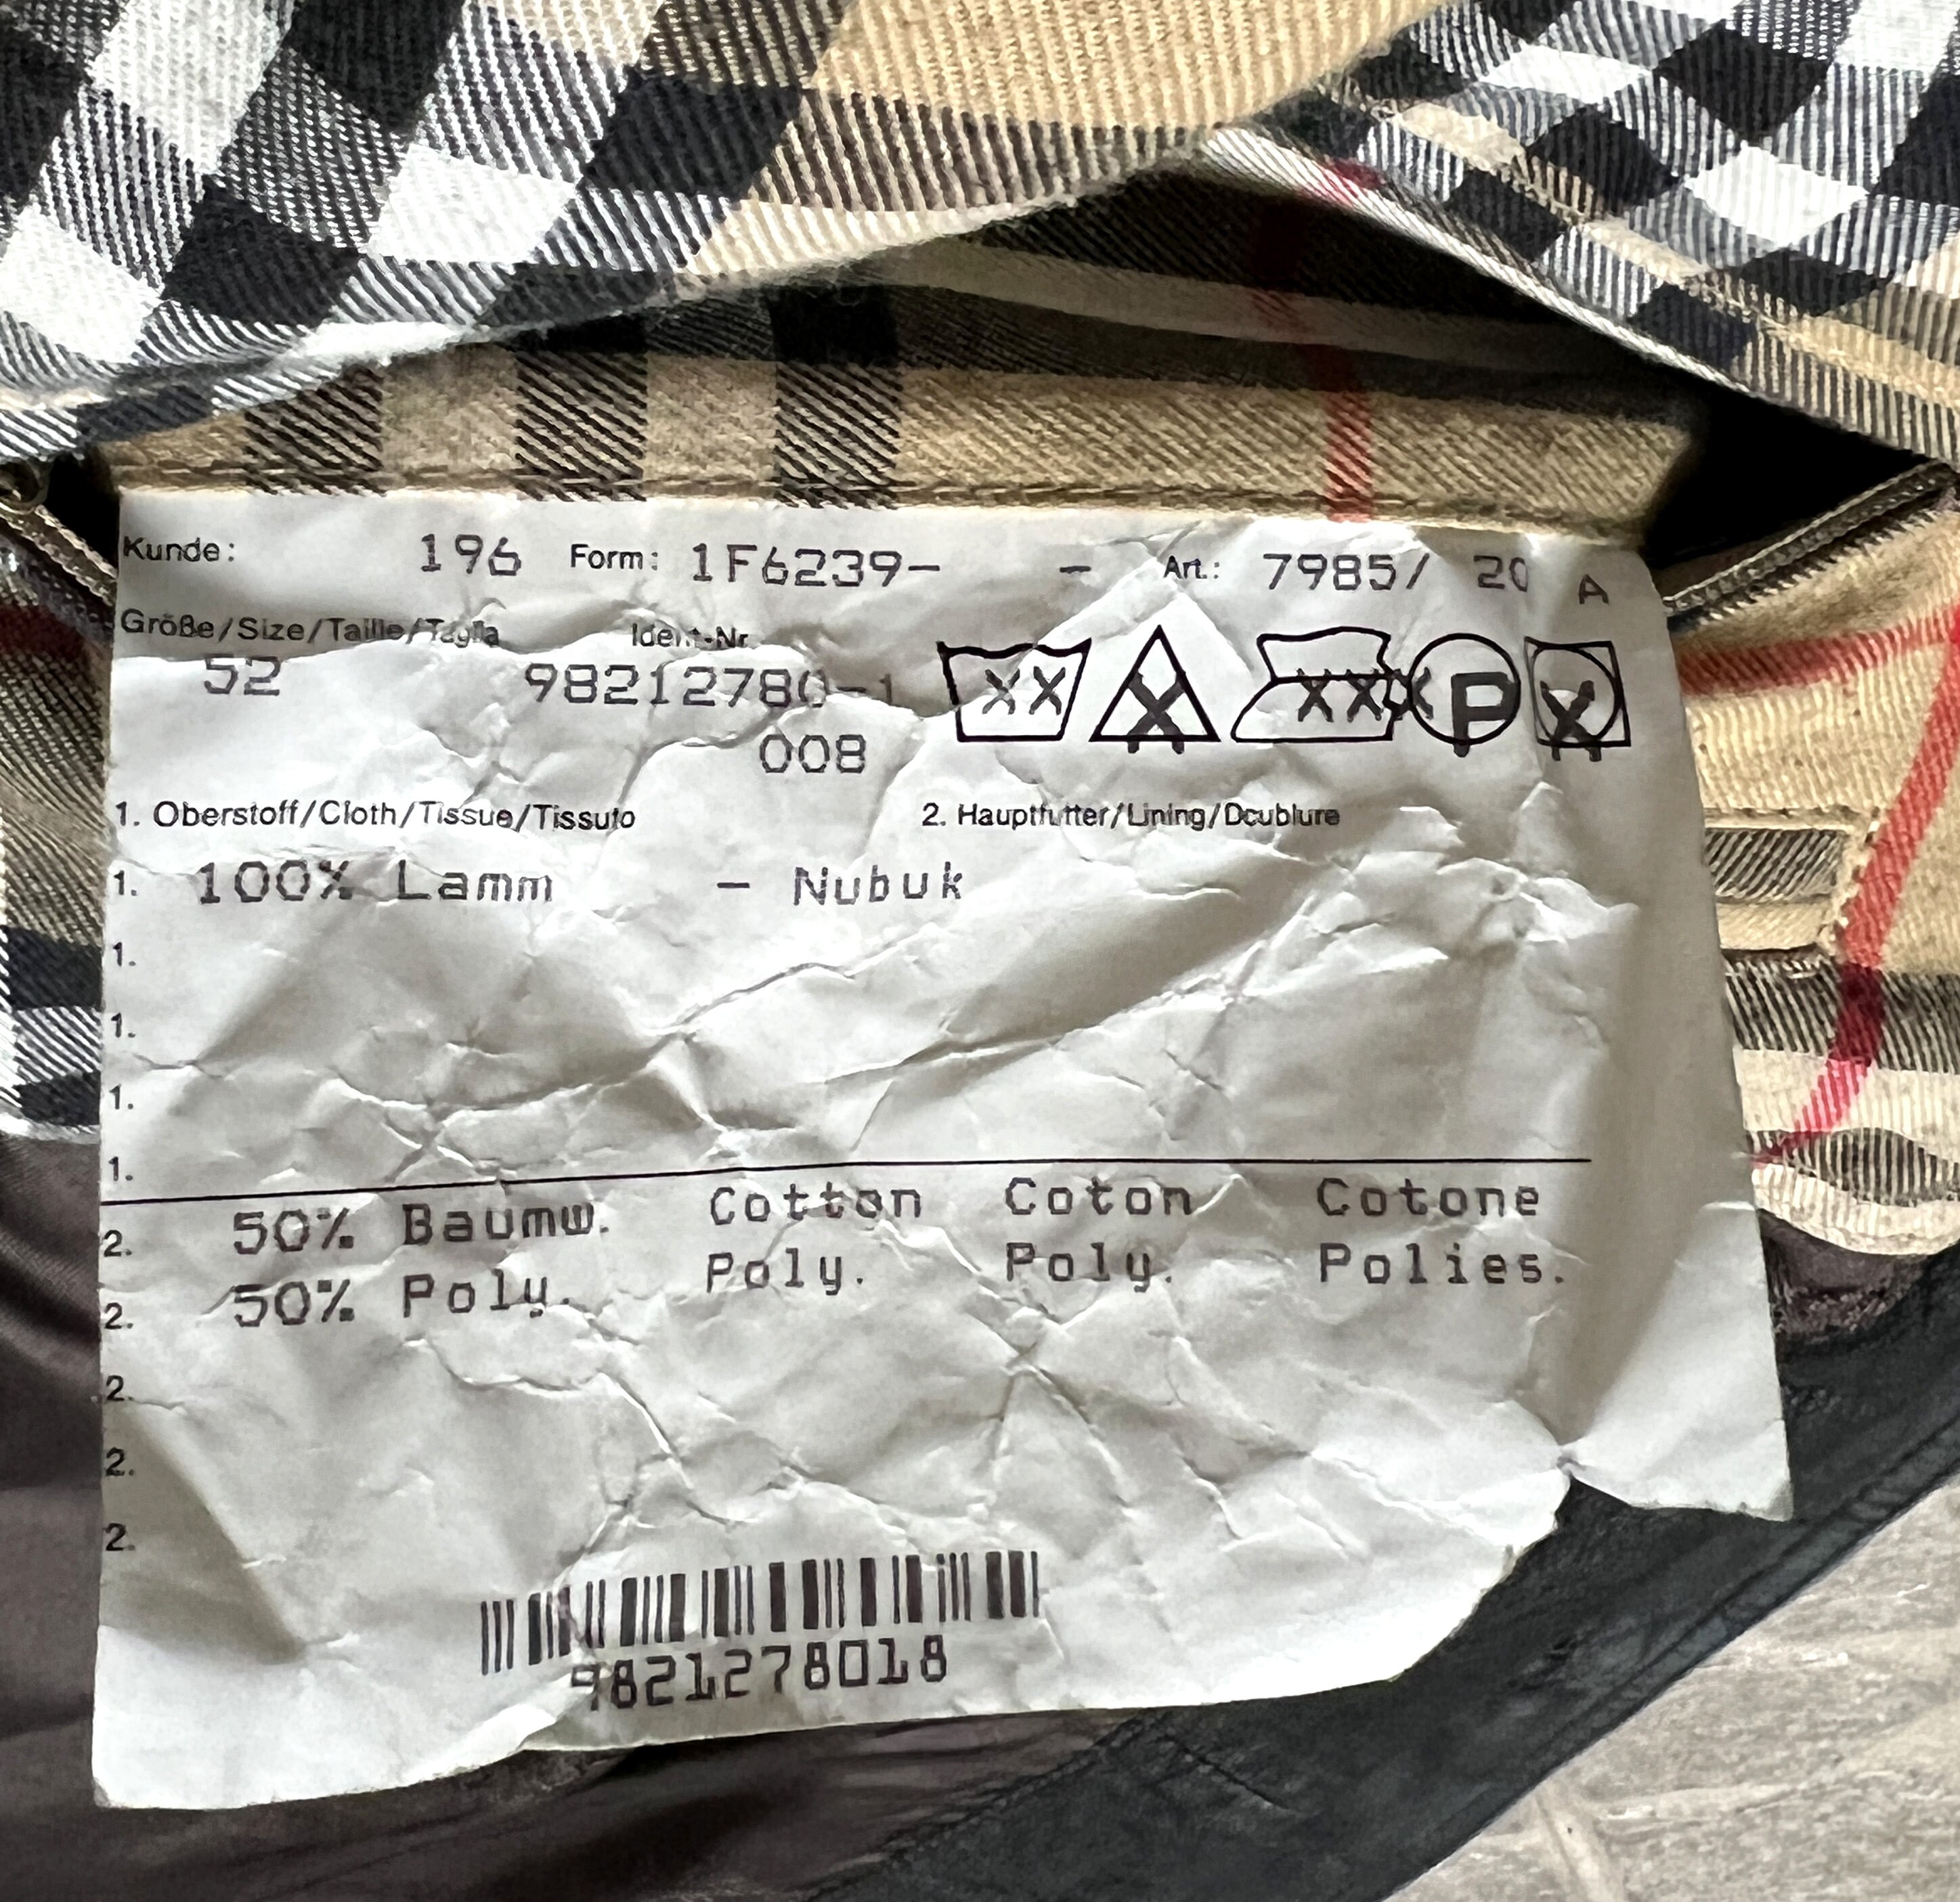 Kunde: 196 Form: 1F6239- - Art.: 7985/ 20 A
Größe/Size/Taille/Taglia Ident-Nr.
52 98212780-1
008
XX X XXX P X
1. Oberstoff/Cloth/Tissue/Tissuto 2. Hauptfutter/Lining/Doublure
1. 100% Lamm - Nubuk
1.
1.
1.
1.
2. 50% Baumw. Cotton Coton Cotone
2. 50% Poly. Poly. Poly. Polies.
2.
2.
2.
9821278018